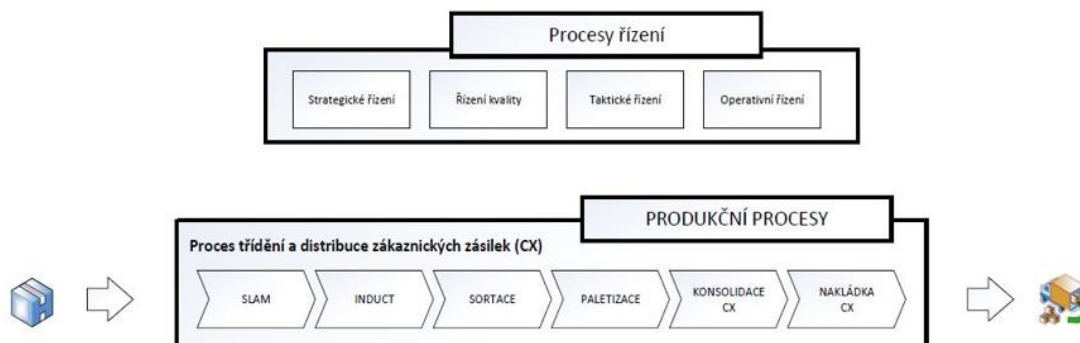 Procesy řízení
Strategické řízení
Řízení kvality
Taktické řízení
Operativní řízení
PRODUKČNÍ PROCESY
Proces třídění a distribuce zákaznických zásilek (CX)
SLAM
INDUCT
SORTACE
PALETIZACE
KONSOLIDACE
CX
NAKLÁDKA
CX